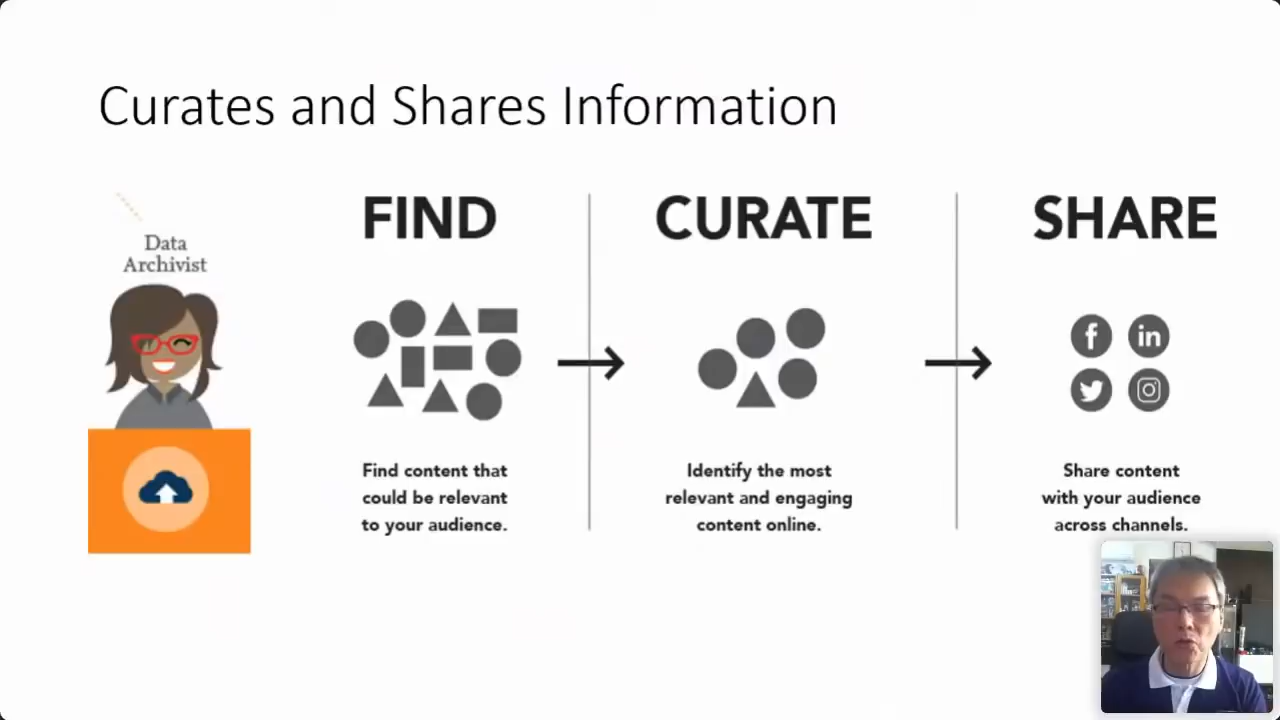 Curates and Shares Information
Data
Archivist
FIND
Find content that
could be relevant
to your audience.
CURATE
Identify the most
relevant and engaging
content online.
SHARE
f
in
Share content
with your audience
across channels.